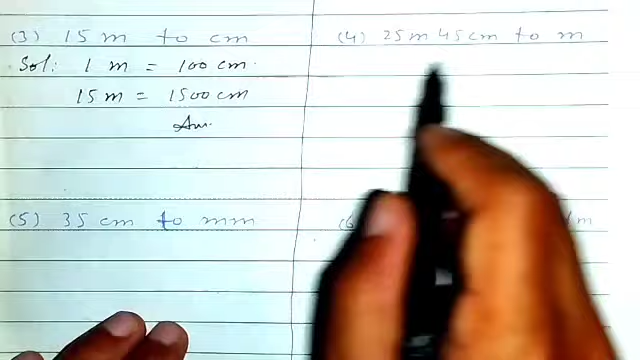 (3) 15 m to cm
Sol: 1 m = 100 cm.
15 m = 1500 cm
Ans.
(4) 25 m 45 cm to m
(5) 35 cm to mm
(6
m